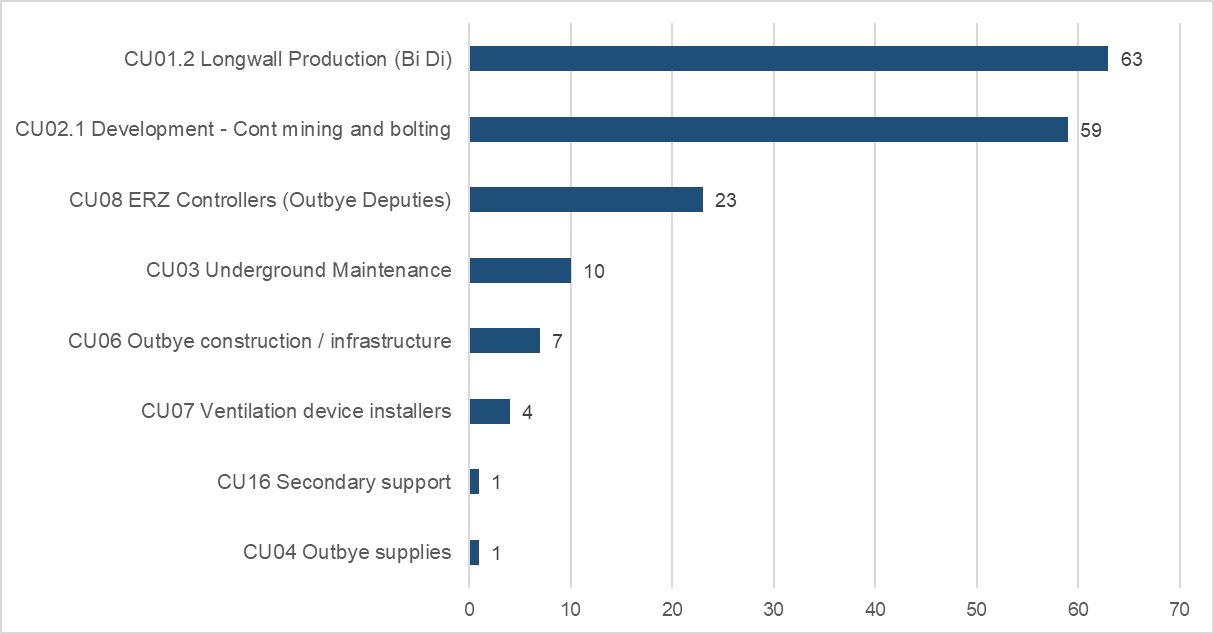 CU01.2 Longwall Production (Bi Di) 63
CU02.1 Development - Cont mining and bolting 59
CU08 ERZ Controllers (Outbye Deputies) 23
CU03 Underground Maintenance 10
CU06 Outbye construction / infrastructure 7
CU07 Ventilation device installers 4
CU16 Secondary support 1
CU04 Outbye supplies 1
0 10 20 30 40 50 60 70